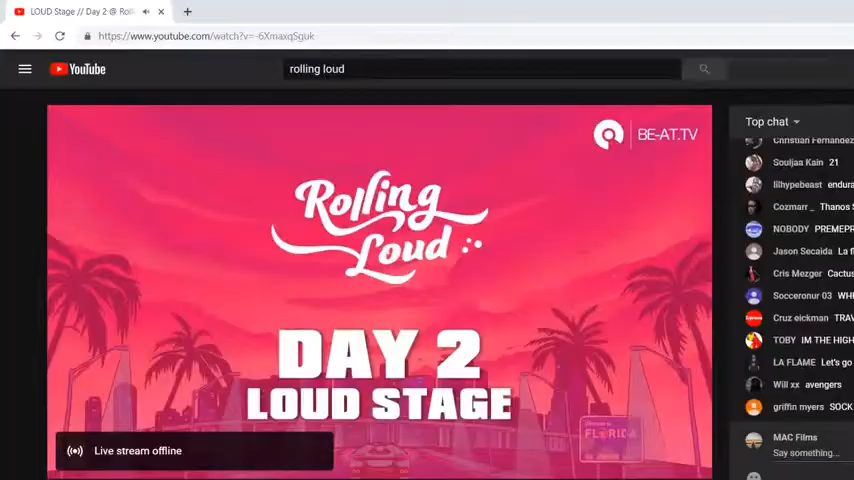 LOUD Stage // Day 2 @ Roll
https://www.youtube.com/watch?v=-6XmaxqSguk
YouTube
rolling loud
BE-AT.TV
Rolling
Loud
DAY 2
LOUD STAGE
FLORIDA
Live stream offline
Top chat
Christian Fernandez
Souljaa Kain 21
lilhypebeast endura
Cozmarr_ Thanos S
NOBODY PREMEPR
Jason Secaida La f
Cris Mezger Cactus
Socceronur 03 WH
Cruz eickman TRAV
TOBY IM THE HIGH
LA FLAME Let's go
Will xx avengers
griffin myers SOCK
MAC Films
Say something...